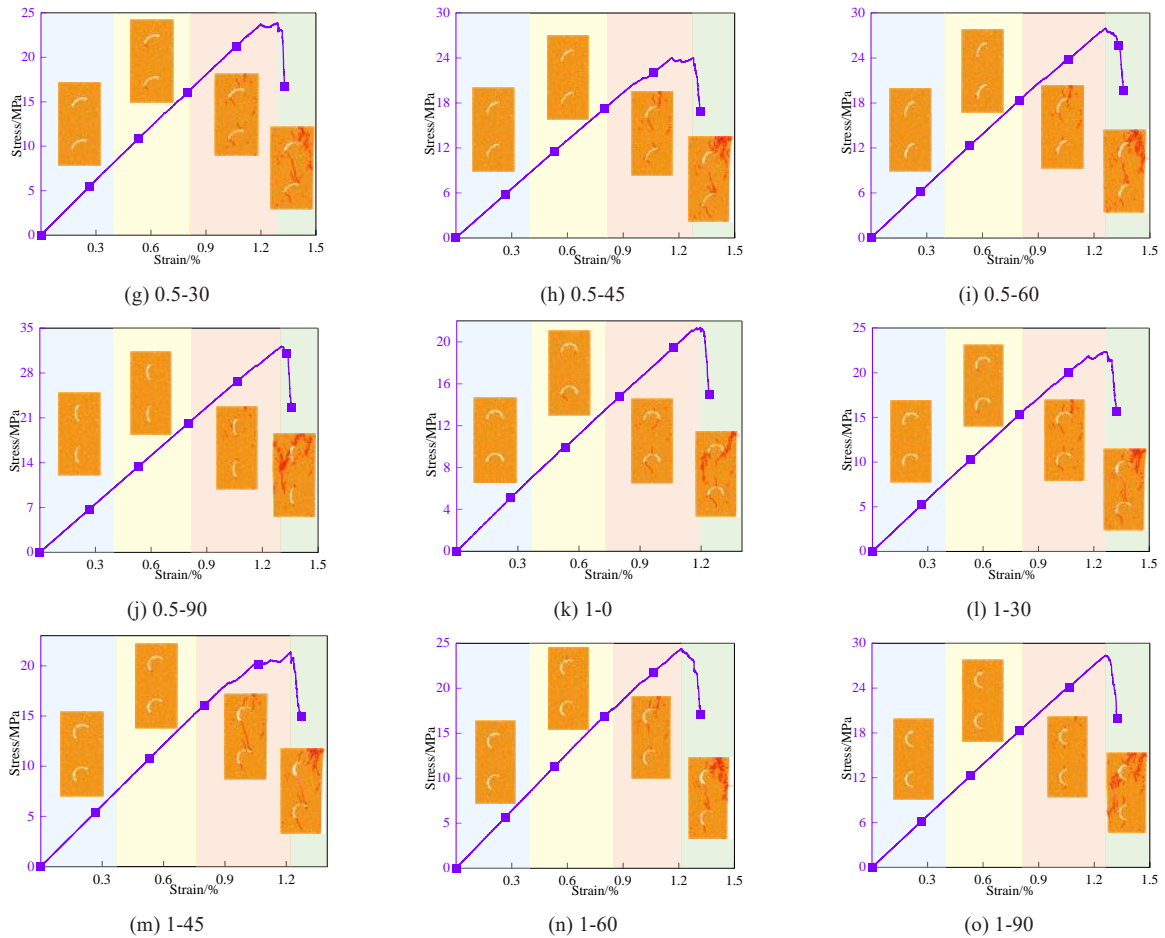 25
20
15
10
5
0
Stress/MPa
0.3 0.6 0.9 1.2 1.5
Strain/%
(g) 0.5-30
30
24
18
12
6
0
Stress/MPa
0.3 0.6 0.9 1.2 1.5
Strain/%
(h) 0.5-45
30
24
18
12
6
0
Stress/MPa
0.3 0.6 0.9 1.2 1.5
Strain/%
(i) 0.5-60
35
28
21
14
7
0
Stress/MPa
0.3 0.6 0.9 1.2 1.5
Strain/%
(j) 0.5-90
20
16
12
8
4
0
Stress/MPa
0.3 0.6 0.9 1.2
Strain/%
(k) 1-0
25
20
15
10
5
0
Stress/MPa
0.3 0.6 0.9 1.2 1.5
Strain/%
(l) 1-30
20
15
10
5
0
Stress/MPa
0.3 0.6 0.9 1.2
Strain/%
(m) 1-45
25
20
15
10
5
0
Stress/MPa
0.3 0.6 0.9 1.2 1.5
Strain/%
(n) 1-60
30
24
18
12
6
0
Stress/MPa
0.3 0.6 0.9 1.2 1.5
Strain/%
(o) 1-90